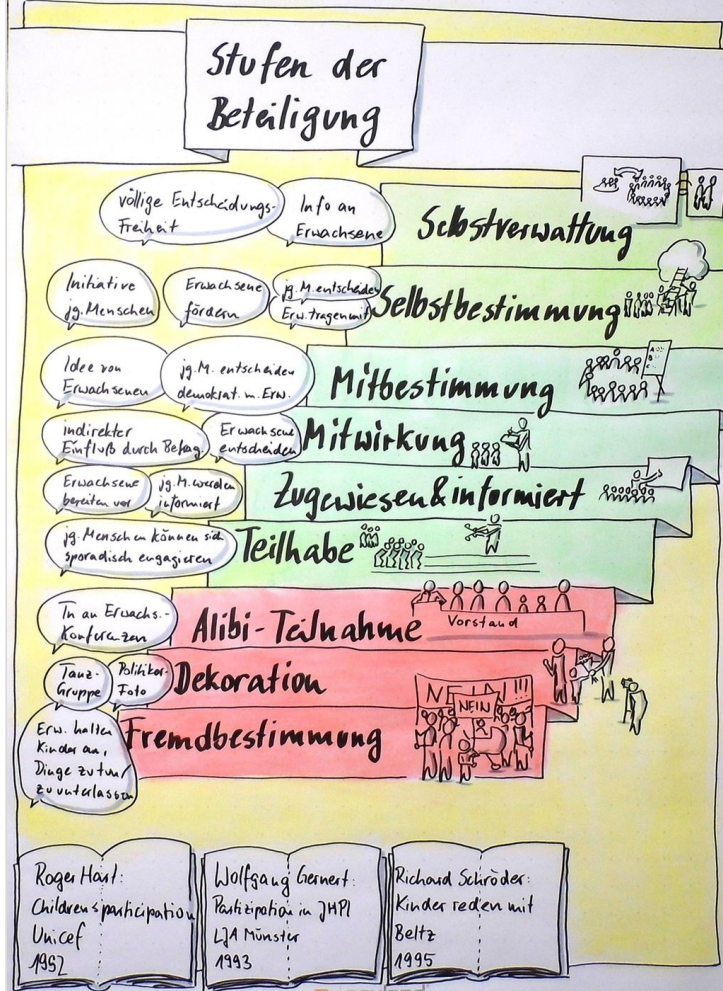 Stufen der
Beteiligung
völlige Entscheidungs-
Freiheit
Info an
Erwachsene
Selbstverwaltung
Initiative
jg. Menschen
Erwachsene
fördern
jg. M. entscheiden
Erw. tragen mit
Selbstbestimmung
Idee von
Erwachsenen
jg. M. entscheiden
demokrat. m. Erw.
Mitbestimmung
indirekter
Einfluß durch Befrag.
Erwachsene
entscheiden
Mitwirkung
Erwachsene
bereiten vor
jg. M. werden
informiert
Zugewiesen & informiert
jg. Menschen können sich
sporadisch engagieren
Teilhabe
Tn an Erwachs.-
Konferenzen
Alibi-Teilnahme
Vorstand
Tanz-
Gruppe
Politiker-
Foto
Dekoration
NEIN
Erw. halten
Kinder an,
Dinge zu tun/
zu unterlassen
Fremdbestimmung
Roger Hart:
Childrens participation
Unicef
1992
Wolfgang Gernert:
Partizipation in JHPl
LJA Münster
1993
Richard Schröder:
Kinder reden mit
Beltz
1995